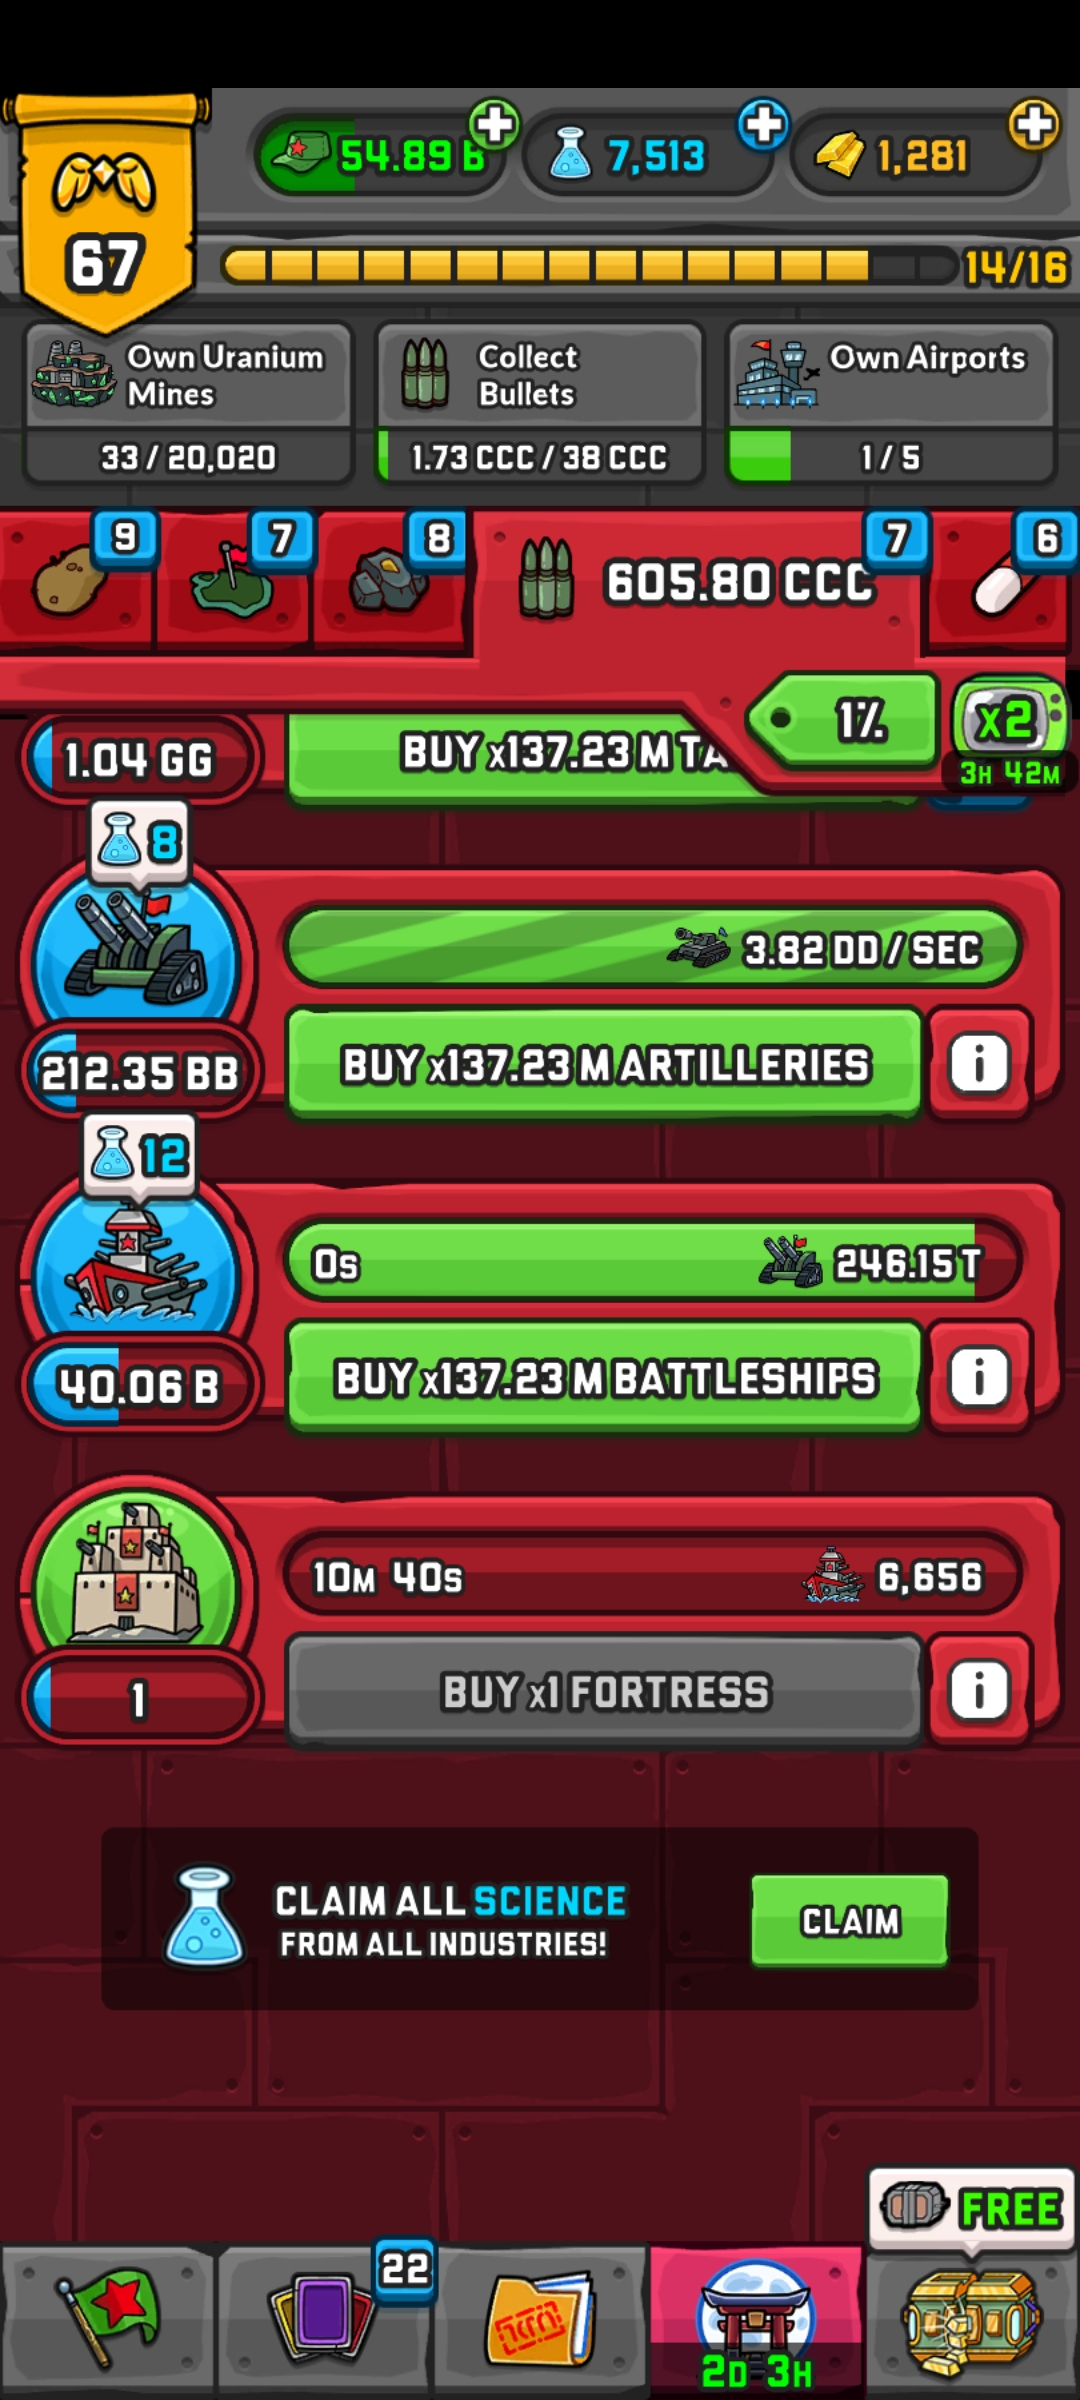 54.89 B
7,513
1,281
67
14/16
Own Uranium
Mines
33 / 20,020
Collect
Bullets
1.73 CCC / 38 CCC
Own Airports
1 / 5
9
7
8
605.80 CCC
7
6
1%
x2
3H 42M
1.04 GG
BUY x137.23 M TA
8
3.82 DD / SEC
212.35 BB
BUY x137.23 M ARTILLERIES
i
12
0s
246.15 T
40.06 B
BUY x137.23 M BATTLESHIPS
i
10M 40s
6,656
1
BUY x1 FORTRESS
i
CLAIM ALL SCIENCE
FROM ALL INDUSTRIES!
CLAIM
FREE
22
2D 3H